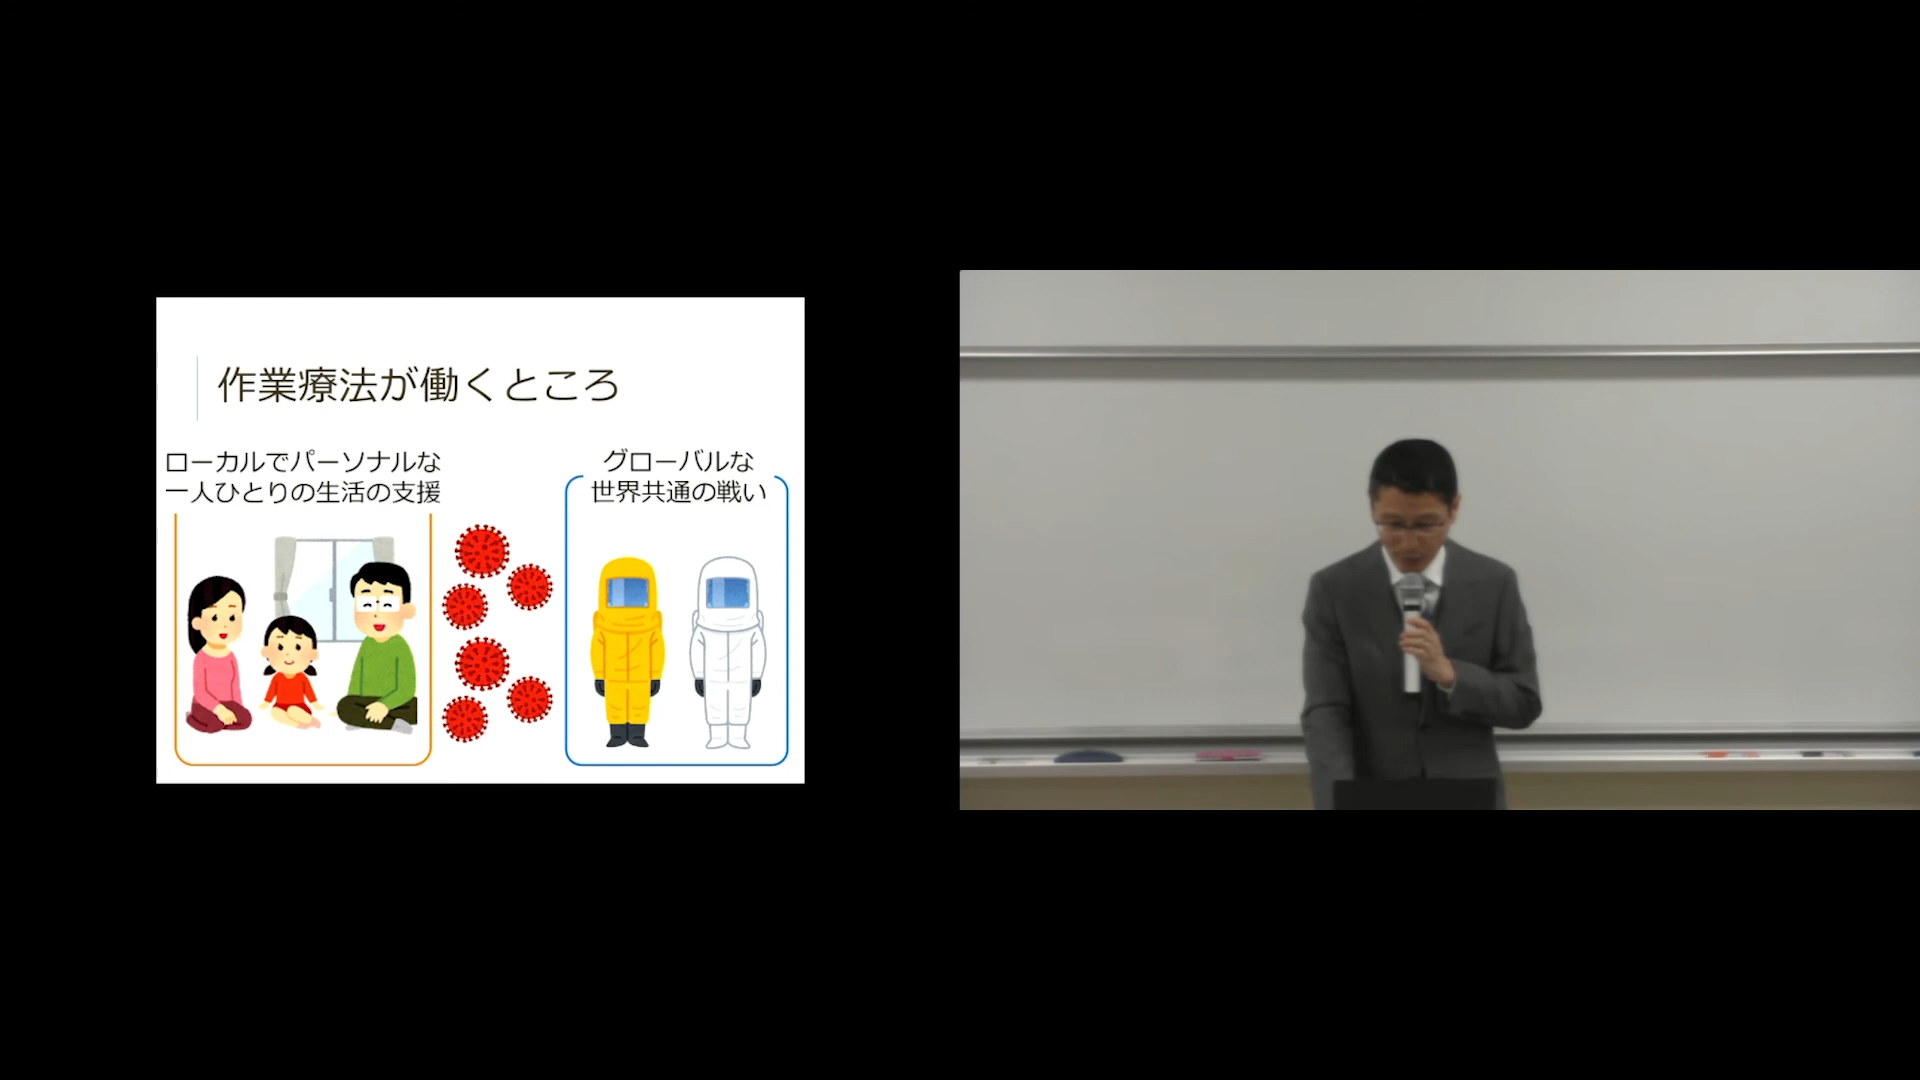 作業療法が働くところ
ローカルでパーソナルな
一人ひとりの生活の支援
グローバルな
世界共通の戦い